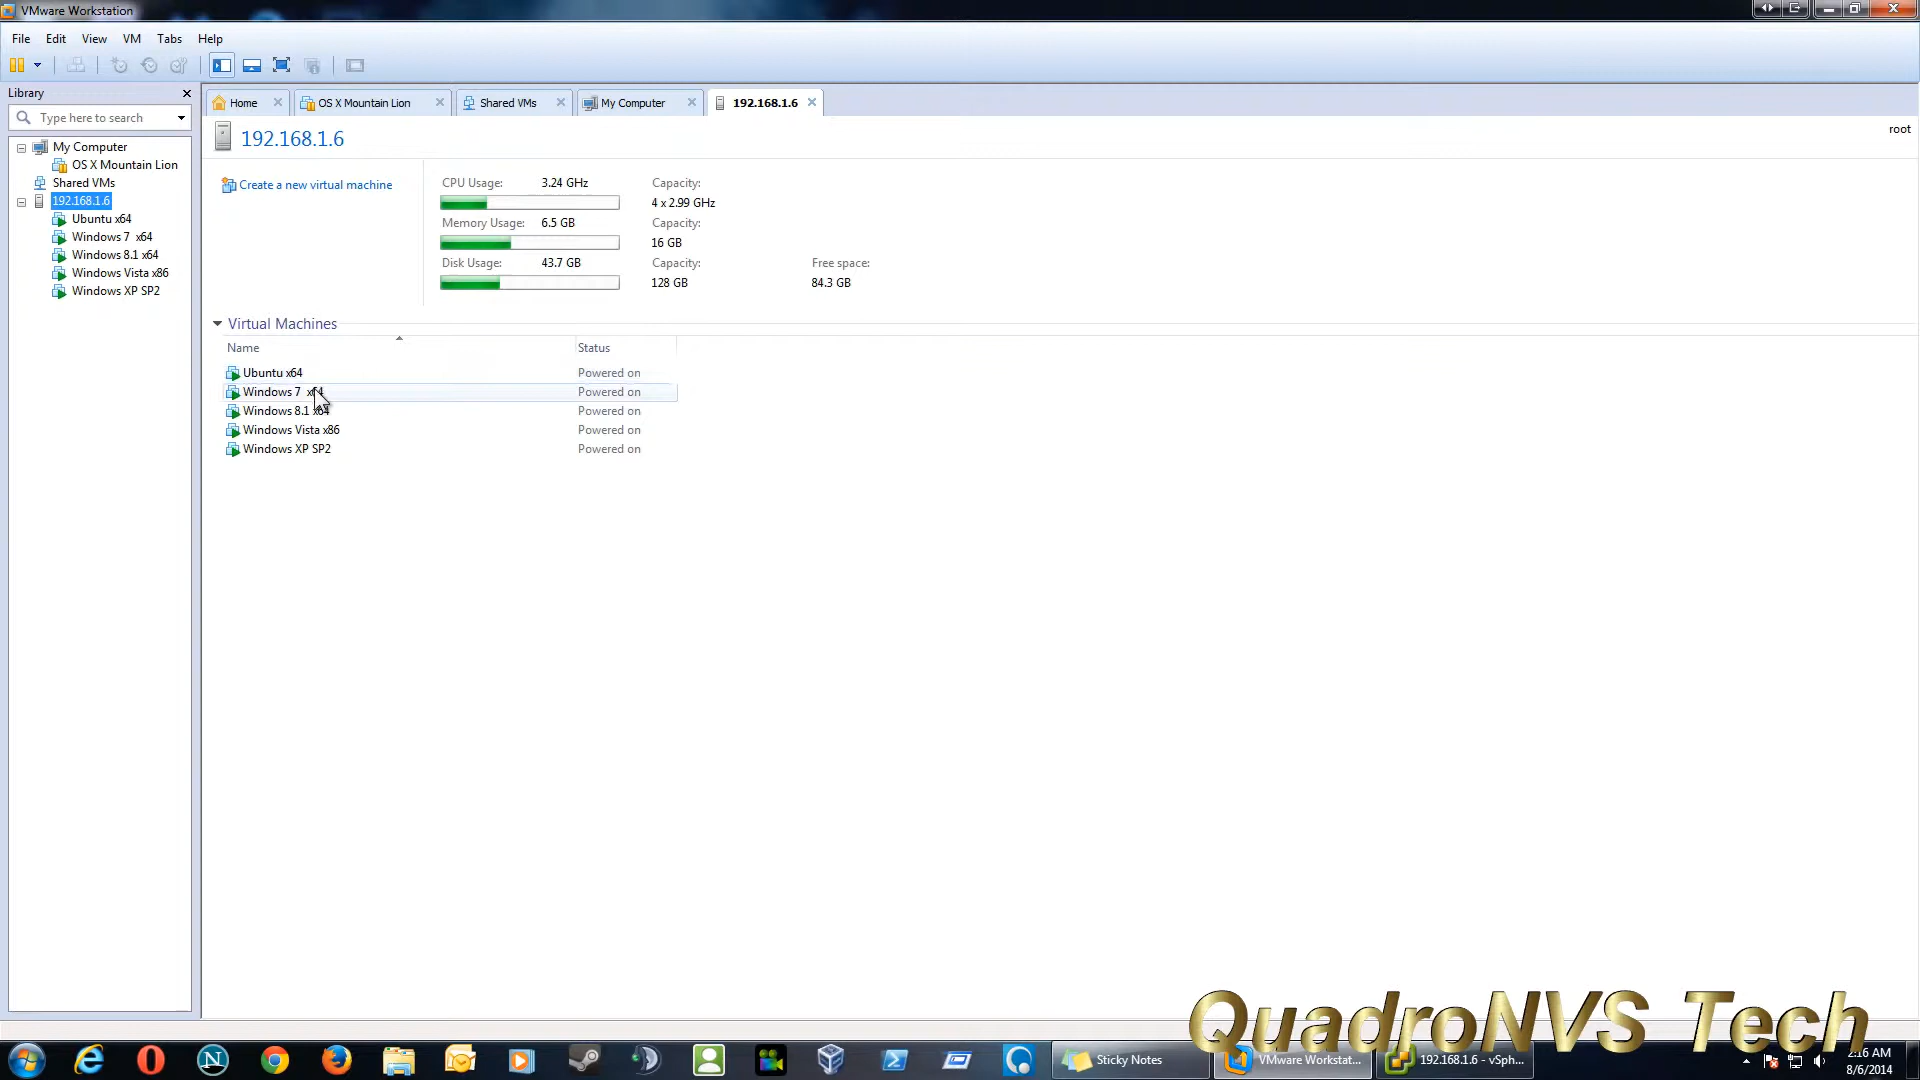 VMware Workstation
File Edit View VM Tabs Help
Library
Type here to search
My Computer
OS X Mountain Lion
Shared VMs
192.168.1.6
Ubuntu x64
Windows 7 x64
Windows 8.1 x64
Windows Vista x86
Windows XP SP2
Home OS X Mountain Lion Shared VMs My Computer 192.168.1.6
192.168.1.6
root
Create a new virtual machine
CPU Usage: 3.24 GHz Capacity:
4 x 2.99 GHz
Memory Usage: 6.5 GB Capacity:
16 GB
Disk Usage: 43.7 GB Capacity: Free space:
128 GB 84.3 GB
Virtual Machines
Name Status
Ubuntu x64 Powered on
Windows 7 x64 Powered on
Windows 8.1 x64 Powered on
Windows Vista x86 Powered on
Windows XP SP2 Powered on
QuadroNVS Tech
Sticky Notes VMware Workstat... 192.168.1.6 - vSph...
2:16 AM
8/6/2014